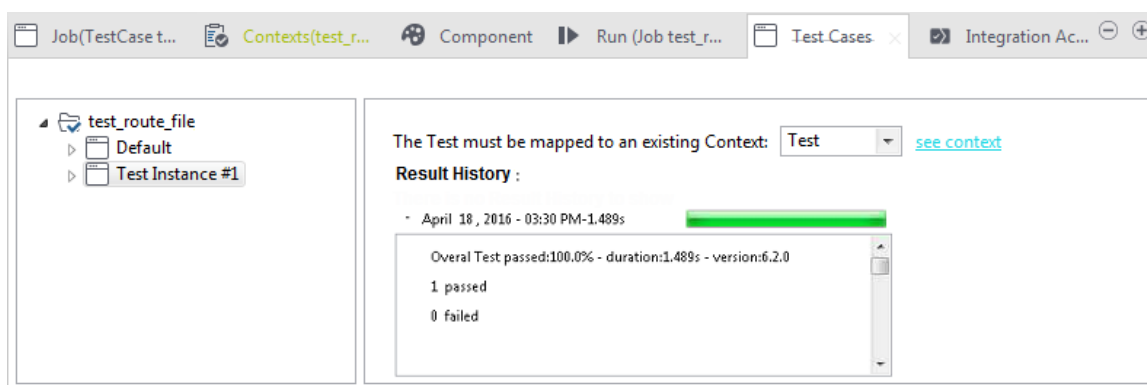 Job(TestCase t... Contexts(test_r... Component Run (Job test_r... Test Cases Integration Ac...
test_route_file
Default
Test Instance #1
The Test must be mapped to an existing Context: Test see context
Result History :
April 18, 2016 - 03:30 PM-1.489s
Overal Test passed:100.0% - duration:1.489s - version:6.2.0
1 passed
0 failed